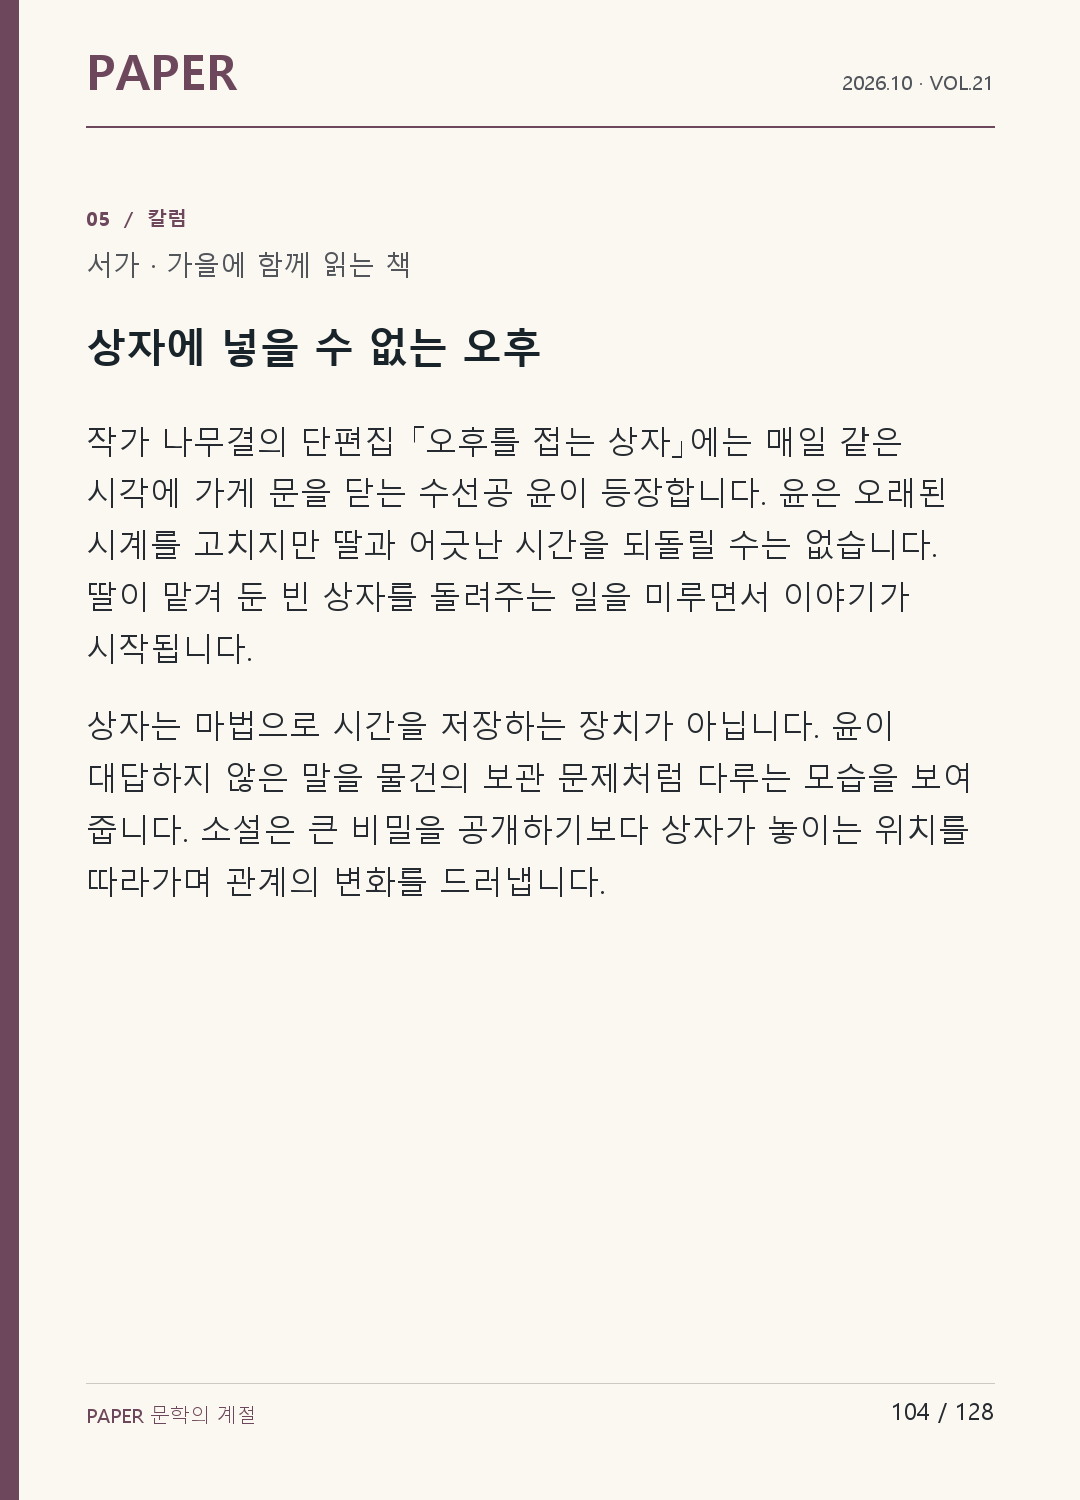 PAPER
2026.10 · VOL.21
05 / 칼럼
서가 · 가을에 함께 읽는 책
상자에 넣을 수 없는 오후
작가 나무결의 단편집 「오후를 접는 상자」에는 매일 같은
시각에 가게 문을 닫는 수선공 윤이 등장합니다. 윤은 오래된
시계를 고치지만 딸과 어긋난 시간을 되돌릴 수는 없습니다.
딸이 맡겨 둔 빈 상자를 돌려주는 일을 미루면서 이야기가
시작됩니다.
상자는 마법으로 시간을 저장하는 장치가 아닙니다. 윤이
대답하지 않은 말을 물건의 보관 문제처럼 다루는 모습을 보여
줍니다. 소설은 큰 비밀을 공개하기보다 상자가 놓이는 위치를
따라가며 관계의 변화를 드러냅니다.
PAPER 문학의 계절
104 / 128